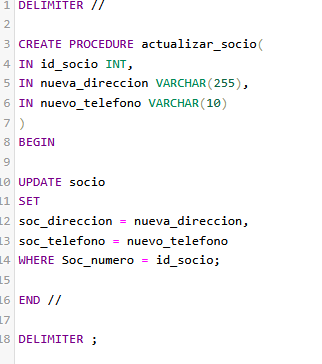 1 DELIMITER //
2
3 CREATE PROCEDURE actualizar_socio(
4 IN id_socio INT,
5 IN nueva_direccion VARCHAR(255),
6 IN nuevo_telefono VARCHAR(10)
7 )
8 BEGIN
9
10 UPDATE socio
11 SET
12 soc_direccion = nueva_direccion,
13 soc_telefono = nuevo_telefono
14 WHERE Soc_numero = id_socio;
15
16 END //
17
18 DELIMITER ;